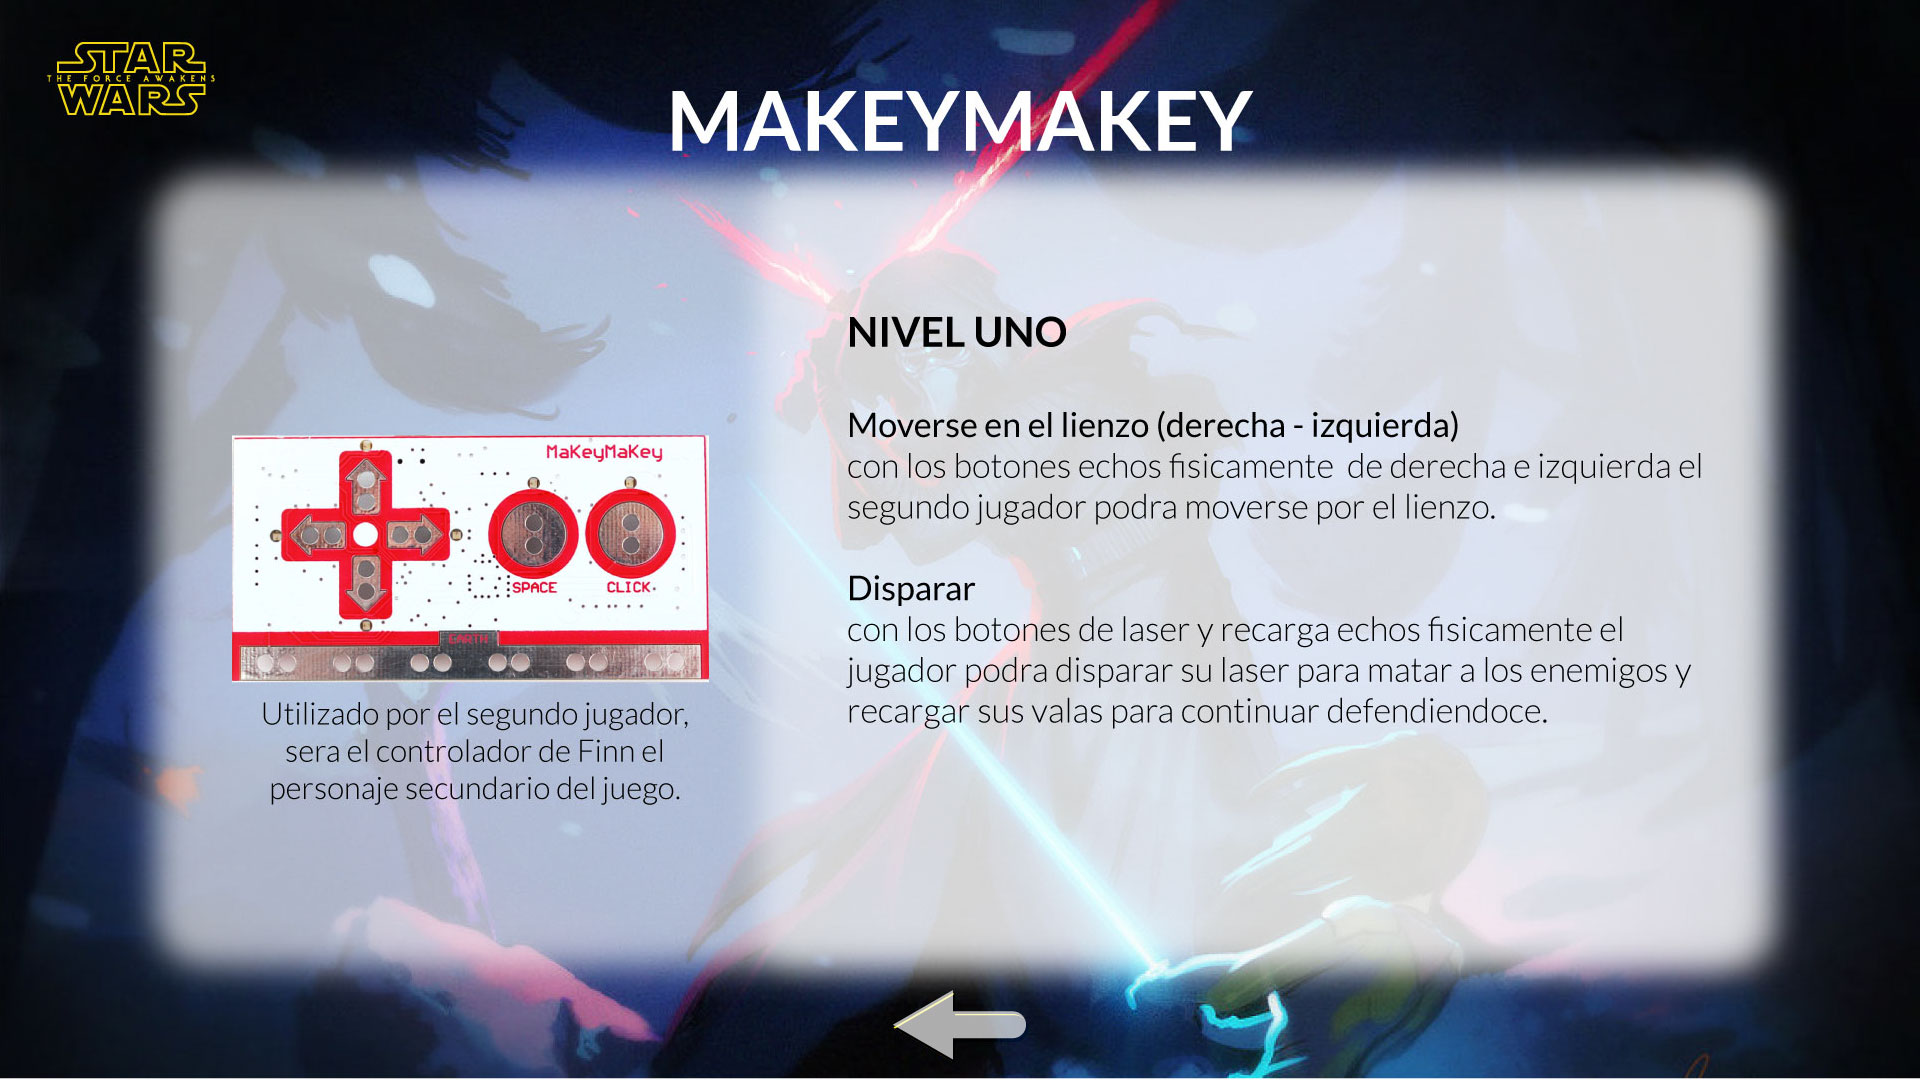 STAR
THE FORCE AWAKENS
WARS
MAKEYMAKEY
MaKeyMaKey
SPACE
CLICK
EARTH
Utilizado por el segundo jugador,
sera el controlador de Finn el
personaje secundario del juego.
NIVEL UNO
Moverse en el lienzo (derecha - izquierda)
con los botones echos fisicamente de derecha e izquierda el
segundo jugador podra moverse por el lienzo.
Disparar
con los botones de laser y recarga echos fisicamente el
jugador podra disparar su laser para matar a los enemigos y
recargar sus valas para continuar defendiendoce.